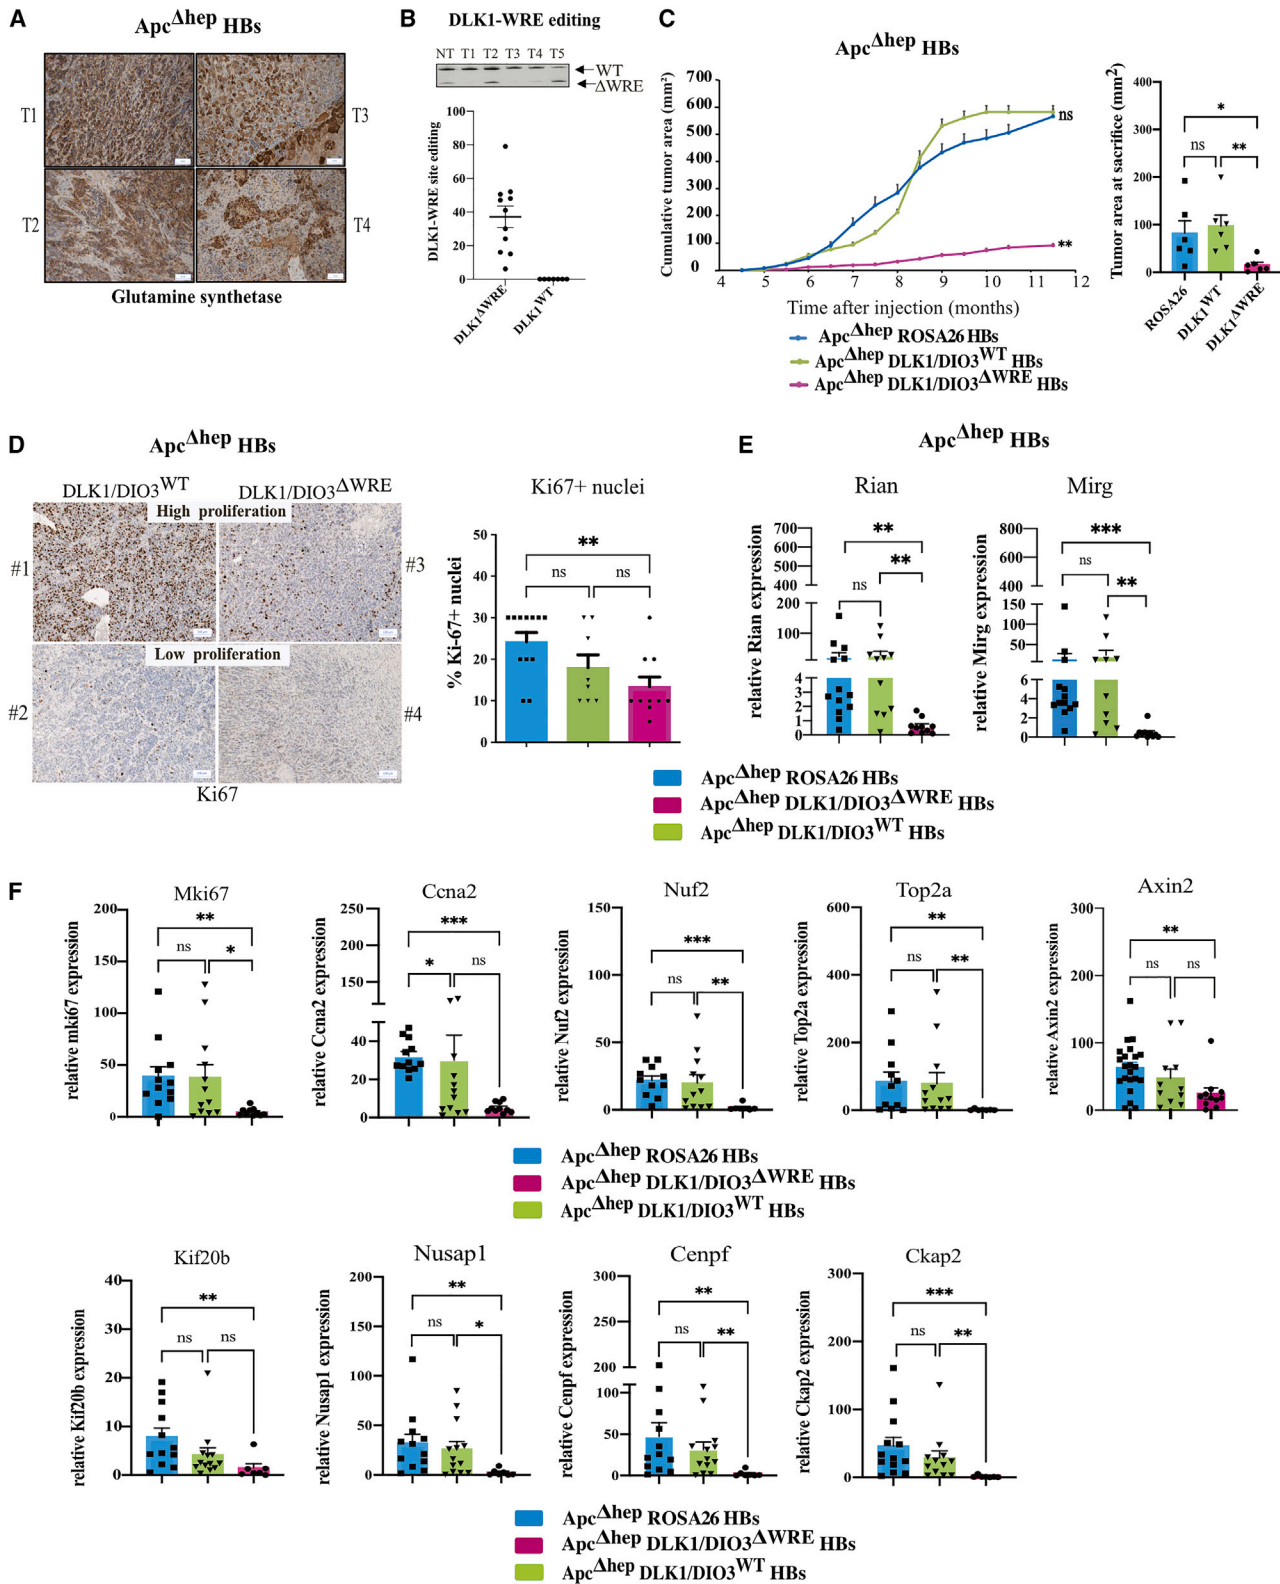 A
Apc^Δhep HBs
T1
T3
T2
T4
Glutamine synthetase
B
DLK1-WRE editing
NT T1 T2 T3 T4 T5
WT
ΔWRE
DLK1-WRE site editing
100
80
60
40
20
0
DLK1^ΔWRE
DLK1^WT
C
Apc^Δhep HBs
Cumulative tumor area (mm²)
700
600
500
400
300
200
100
0
ns
**
4 5 6 7 8 9 10 11 12
Time after injection (months)
Apc^Δhep ROSA26 HBs
Apc^Δhep DLK1/DIO3^WT HBs
Apc^Δhep DLK1/DIO3^ΔWRE HBs
Tumor area at sacrifice (mm²)
400
300
200
100
0
*
ns
**
ROSA26
DLK1^WT
DLK1^ΔWRE
D
Apc^Δhep HBs
DLK1/DIO3^WT
DLK1/DIO3^ΔWRE
High proliferation
#1
#3
Low proliferation
#2
#4
Ki67
Ki67+ nuclei
% Ki-67+ nuclei
50
40
30
20
10
0
**
ns
ns
E
Apc^Δhep HBs
Rian
relative Rian expression
700
600
500
400
200
100
4
3
2
1
0
**
ns
**
Mirg
relative Mirg expression
800
600
400
150
100
50
6
4
2
0
***
ns
**
Apc^Δhep ROSA26 HBs
Apc^Δhep DLK1/DIO3^ΔWRE HBs
Apc^Δhep DLK1/DIO3^WT HBs
F
Mki67
relative mki67 expression
200
150
100
50
0
**
ns
*
Ccna2
relative Ccna2 expression
250
200
150
40
20
0
***
*
ns
Nuf2
relative Nuf2 expression
150
100
50
0
***
ns
**
Top2a
relative Top2a expression
600
400
200
0
**
ns
**
Axin2
relative Axin2 expression
300
200
100
0
**
ns
ns
Apc^Δhep ROSA26 HBs
Apc^Δhep DLK1/DIO3^ΔWRE HBs
Apc^Δhep DLK1/DIO3^WT HBs
Kif20b
relative Kif20b expression
40
30
20
10
0
**
ns
ns
Nusap1
relative Nusap1 expression
200
150
100
50
0
**
ns
*
Cenpf
relative Cenpf expression
300
250
200
100
50
0
**
ns
**
Ckap2
relative Ckap2 expression
300
200
100
0
***
ns
**
Apc^Δhep ROSA26 HBs
Apc^Δhep DLK1/DIO3^ΔWRE HBs
Apc^Δhep DLK1/DIO3^WT HBs